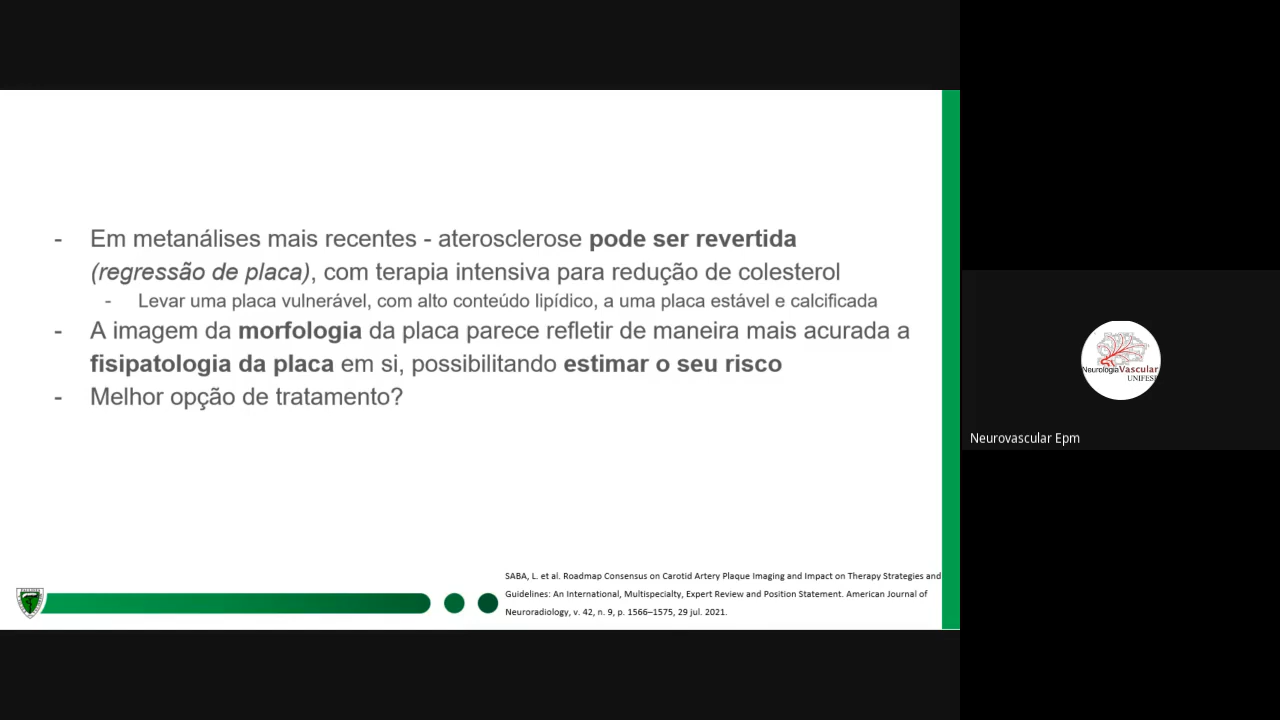 - Em metanálises mais recentes - aterosclerose pode ser revertida
(regressão de placa), com terapia intensiva para redução de colesterol
- Levar uma placa vulnerável, com alto conteúdo lipídico, a uma placa estável e calcificada
- A imagem da morfologia da placa parece refletir de maneira mais acurada a
fisipatologia da placa em si, possibilitando estimar o seu risco
- Melhor opção de tratamento?
SABA, L. et al. Roadmap Consensus on Carotid Artery Plaque Imaging and Impact on Therapy Strategies and
Guidelines: An International, Multispecialty, Expert Review and Position Statement. American Journal of
Neuroradiology, v. 42, n. 9, p. 1566–1575, 29 jul. 2021.
NeurologiaVascular
UNIFES
Neurovascular Epm